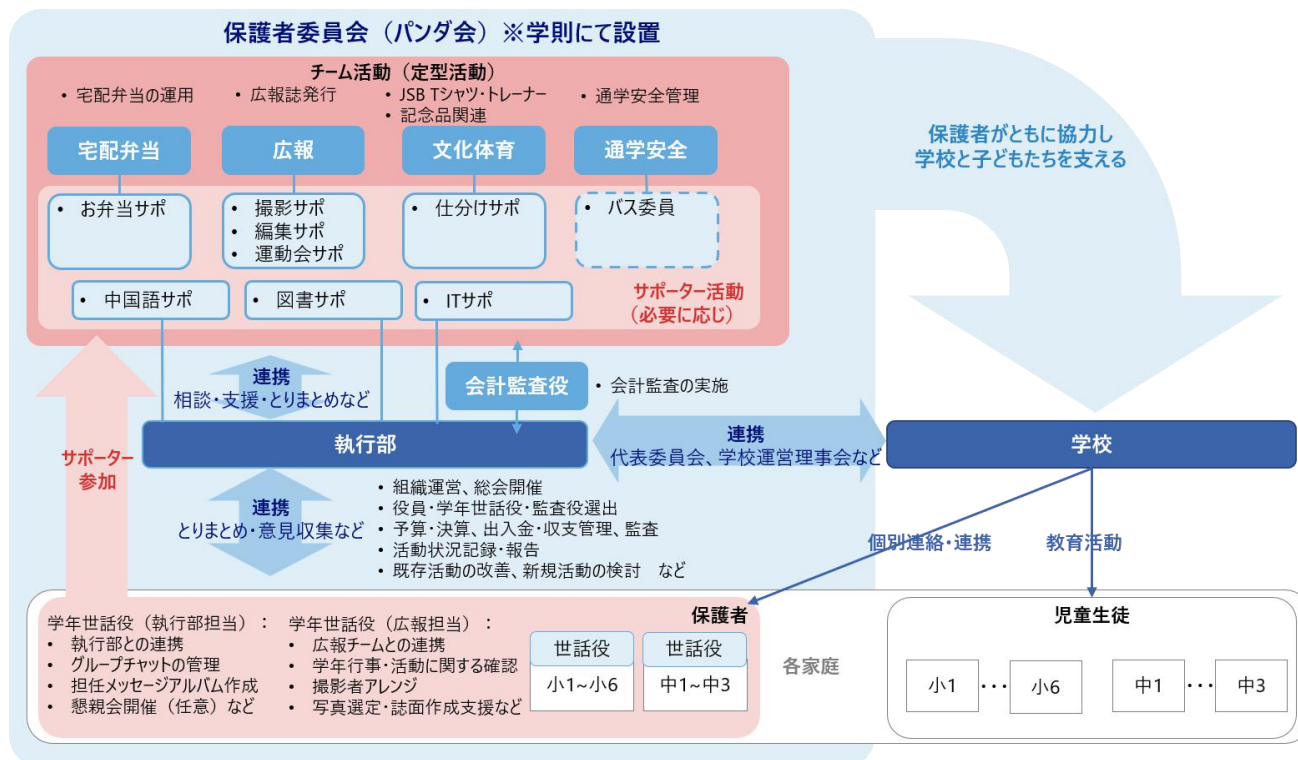 保護者委員会（パンダ会）※学則にて設置
チーム活動（定型活動）
• 宅配弁当の運用
• 広報誌発行
• JSB Tシャツ・トレーナー
• 記念品関連
• 通学安全管理
宅配弁当
広報
文化体育
通学安全
• お弁当サポ
• 撮影サポ
• 編集サポ
• 運動会サポ
• 仕分けサポ
• バス委員
• 中国語サポ
• 図書サポ
• ITサポ
サポーター活動
（必要に応じ）
保護者がともに協力し
学校と子どもたちを支える
連携
相談・支援・とりまとめなど
会計監査役
• 会計監査の実施
サポーター
参加
執行部
連携
代表委員会、学校運営理事会など
学校
連携
とりまとめ・意見収集など
• 組織運営、総会開催
• 役員・学年世話役・監査役選出
• 予算・決算、出入金・収支管理、監査
• 活動状況記録・報告
• 既存活動の改善、新規活動の検討　など
個別連絡・連携
教育活動
学年世話役（執行部担当）：
• 執行部との連携
• グループチャットの管理
• 担任メッセージアルバム作成
• 懇親会開催（任意）など
学年世話役（広報担当）：
• 広報チームとの連携
• 学年行事・活動に関する確認
• 撮影者アレンジ
• 写真選定・誌面作成支援など
保護者
世話役
小1~小6
世話役
中1~中3
各家庭
児童生徒
小1
･･･
小6
中1
･･･
中3